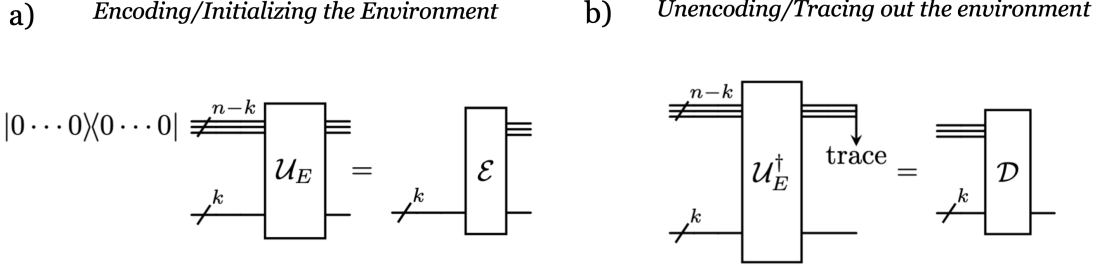 a) Encoding/Initializing the Environment
|0⋯0⟩⟨0⋯0|
n−k
k
𝒰_E
=
k
ℰ
b) Unencoding/Tracing out the environment
n−k
k
𝒰_E^†
trace
=
k
𝒟